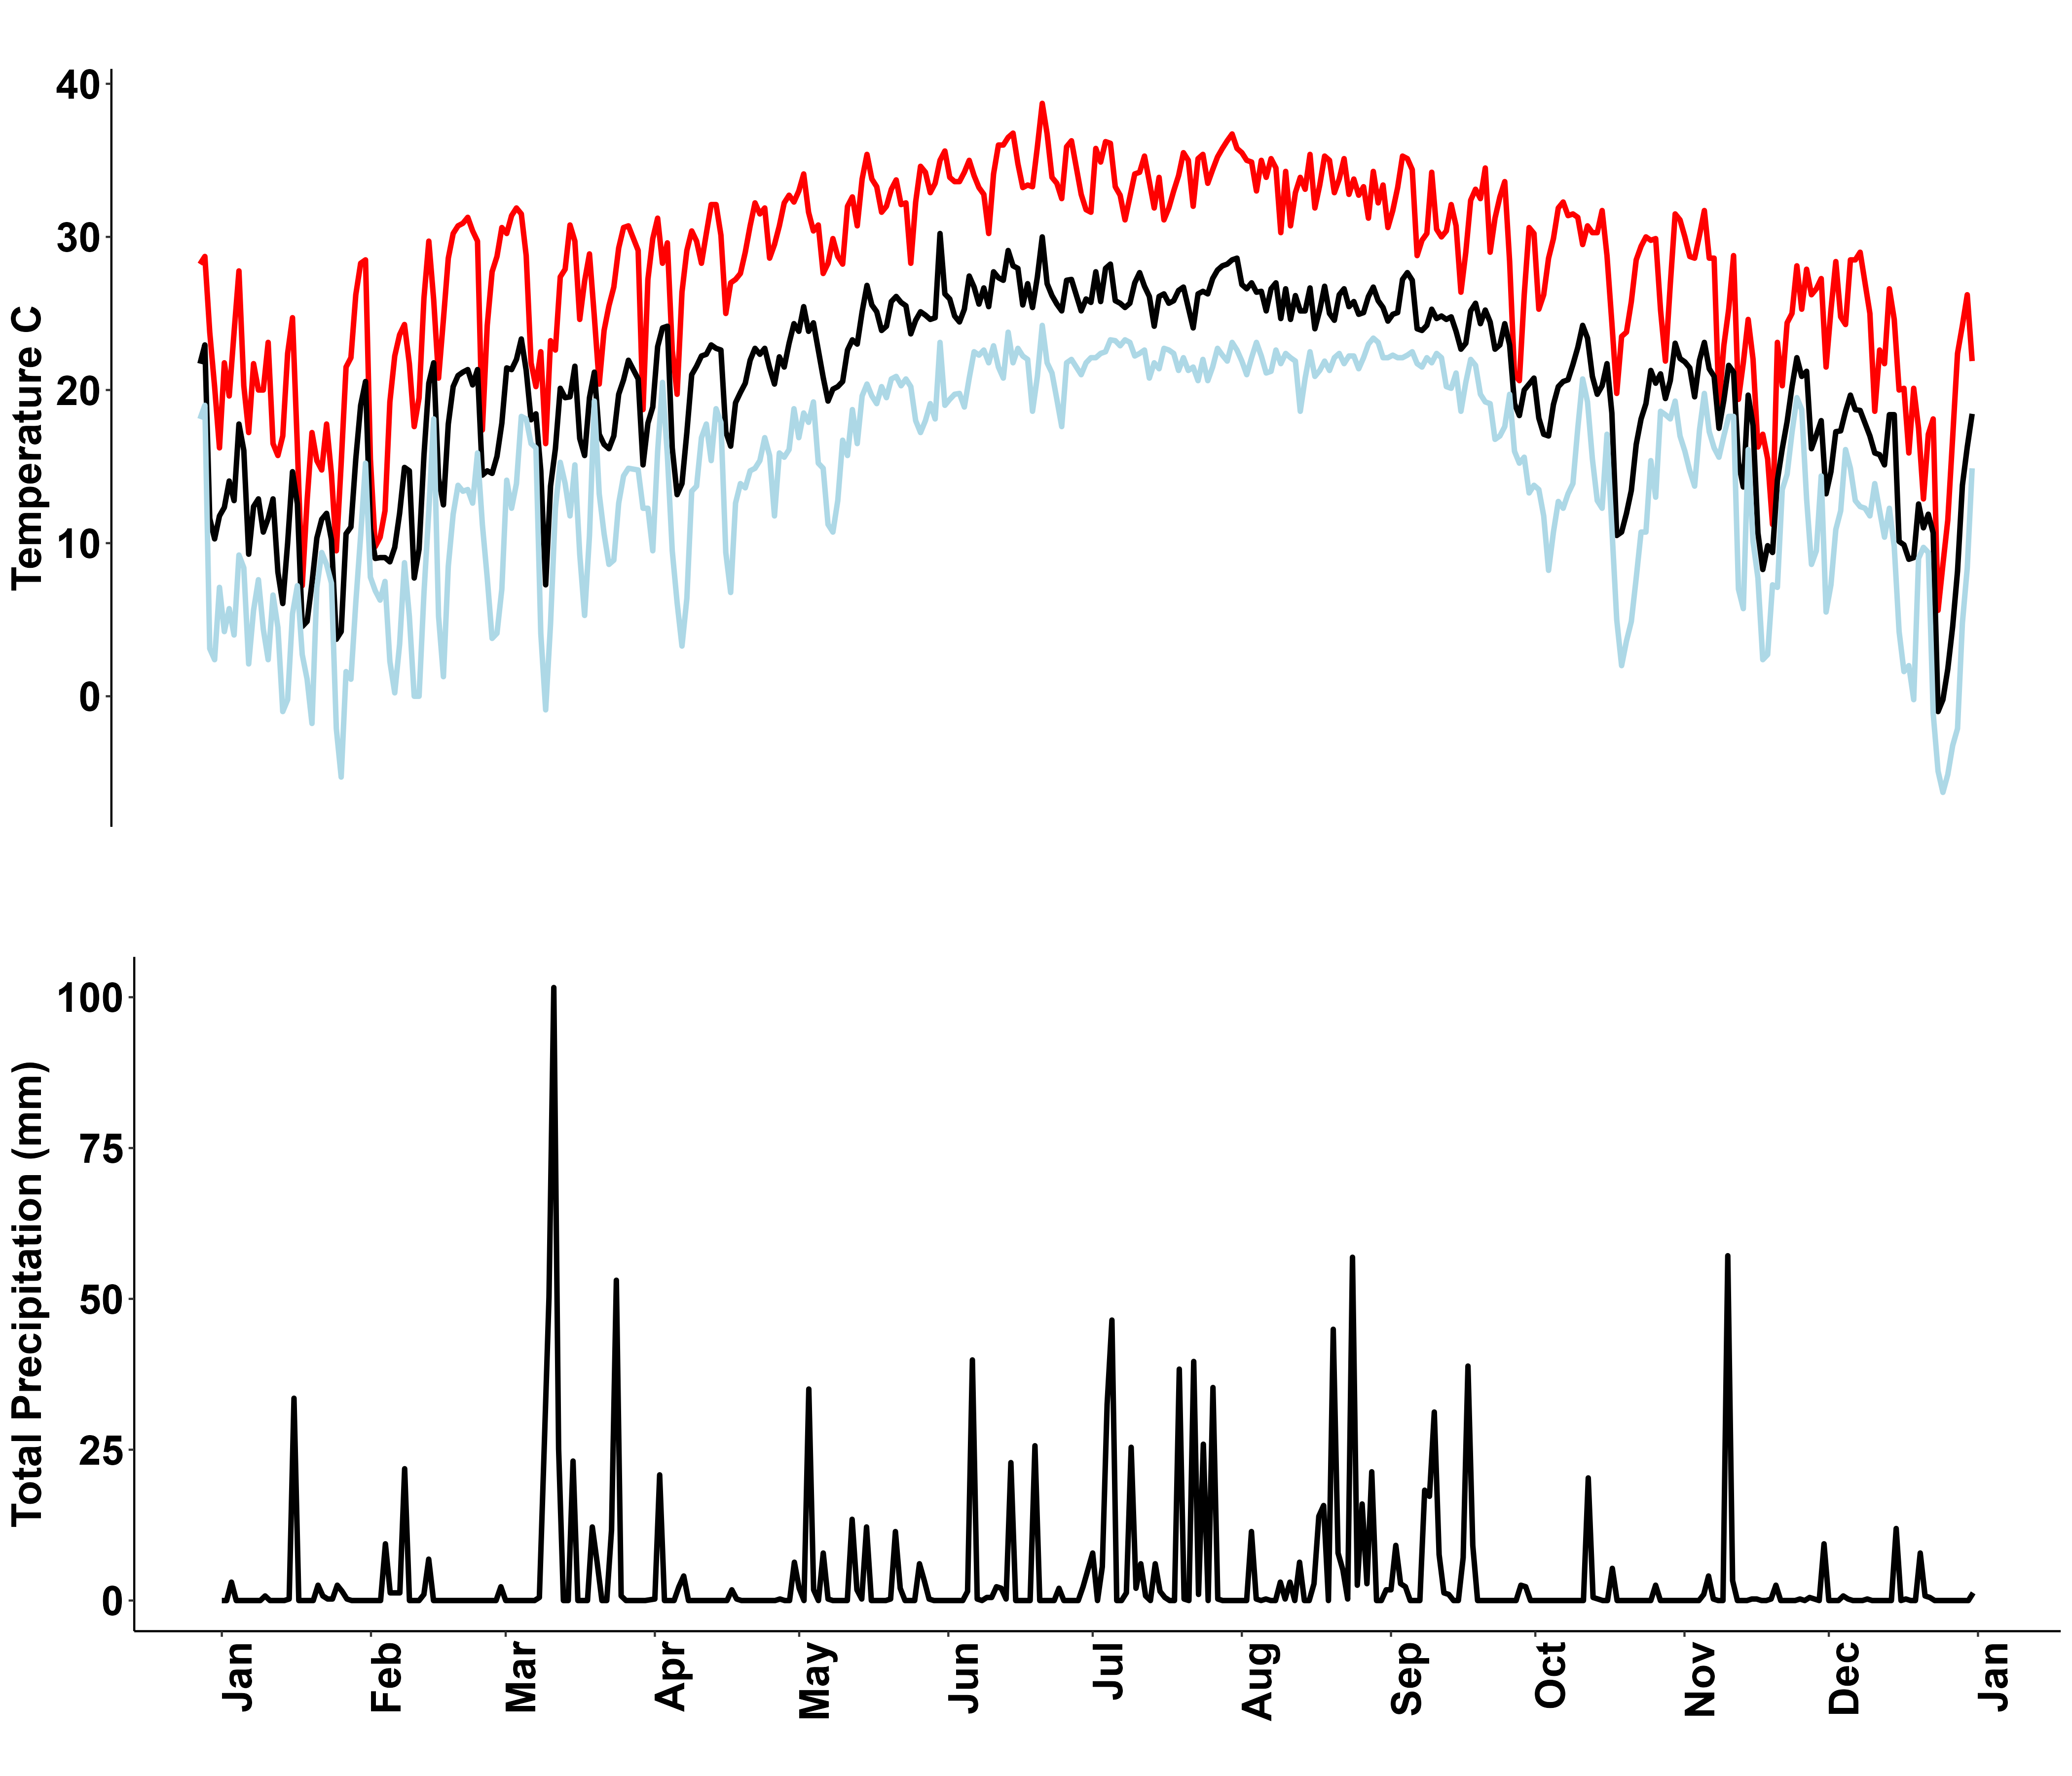 40
30
20
10
0
Temperature C
100
75
50
25
0
Total Precipitation (mm)
Jan
Feb
Mar
Apr
May
Jun
Jul
Aug
Sep
Oct
Nov
Dec
Jan